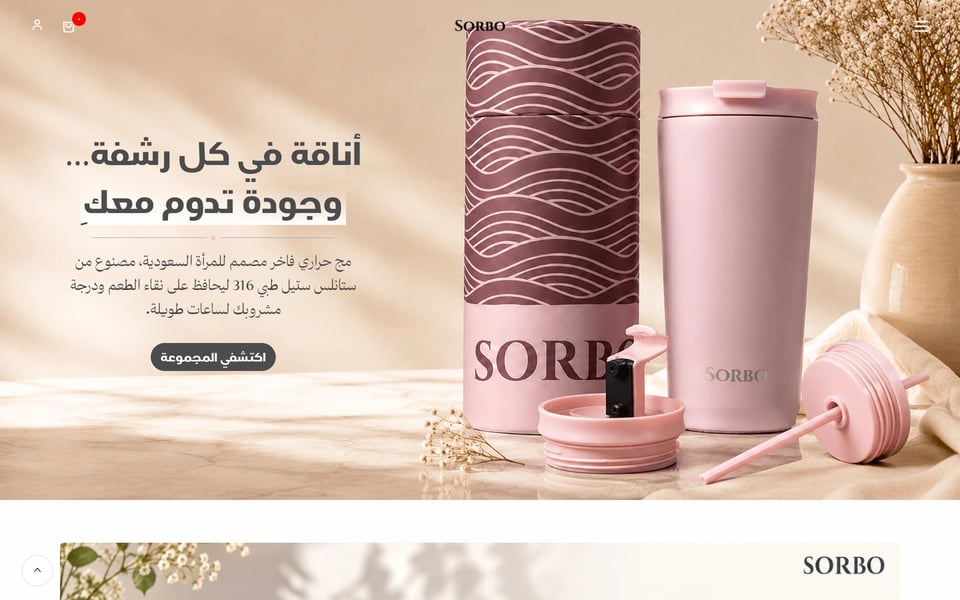 SORBO
أناقة في كل رشفة...
وجودة تدوم معكِ
مج حراري فاخر مصمم للمرأة السعودية، مصنوع من
ستانلس ستيل طبي 316 ليحافظ على نقاء الطعم ودرجة
مشروبك لساعات طويلة.
اكتشفي المجموعة
SORBO
SORBO
SORBO